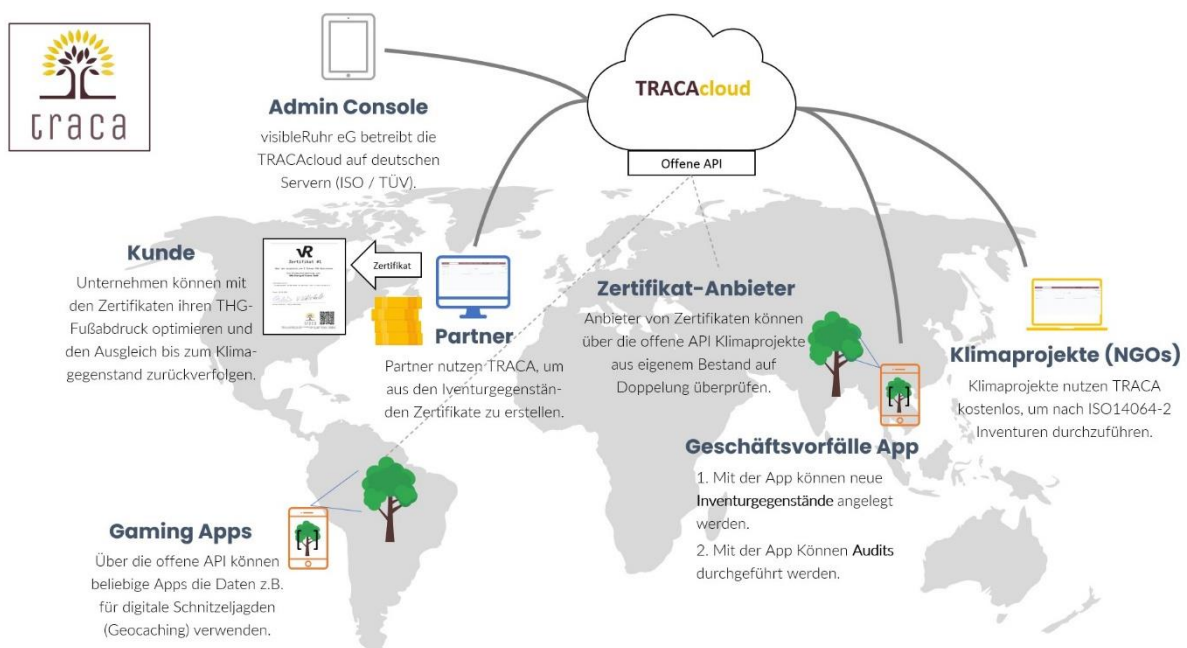 traca
TRACAcloud
Offene API
Admin Console
visibleRuhr eG betreibt die
TRACAcloud auf deutschen
Servern (ISO / TÜV).
Kunde
Unternehmen können mit
den Zertifikaten ihren THG-
Fußabdruck optimieren und
den Ausgleich bis zum Klima-
gegenstand zurückverfolgen.
Zertifikat #1
Zertifikat
Partner
Partner nutzen TRACA, um
aus den Iventurgegenstän-
den Zertifikate zu erstellen.
Zertifikat-Anbieter
Anbieter von Zertifikaten können
über die offene API Klimaprojekte
aus eigenem Bestand auf
Doppelung überprüfen.
Klimaprojekte (NGOs)
Klimaprojekte nutzen TRACA
kostenlos, um nach ISO14064-2
Inventuren durchzuführen.
Geschäftsvorfälle App
1. Mit der App können neue
Inventurgegenstände angelegt
werden.
2. Mit der App Können Audits
durchgeführt werden.
Gaming Apps
Über die offene API können
beliebige Apps die Daten z.B.
für digitale Schnitzeljagden
(Geocaching) verwenden.